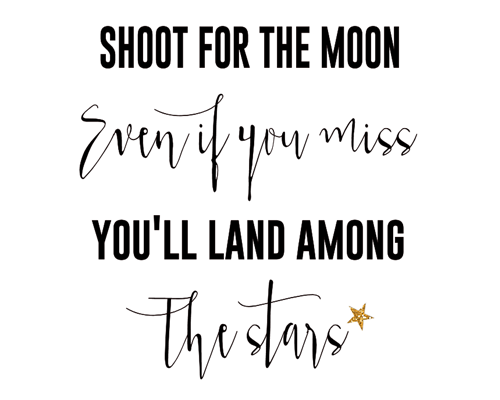 SHOOT FOR THE MOON
Even if you miss
YOU'LL LAND AMONG
The stars